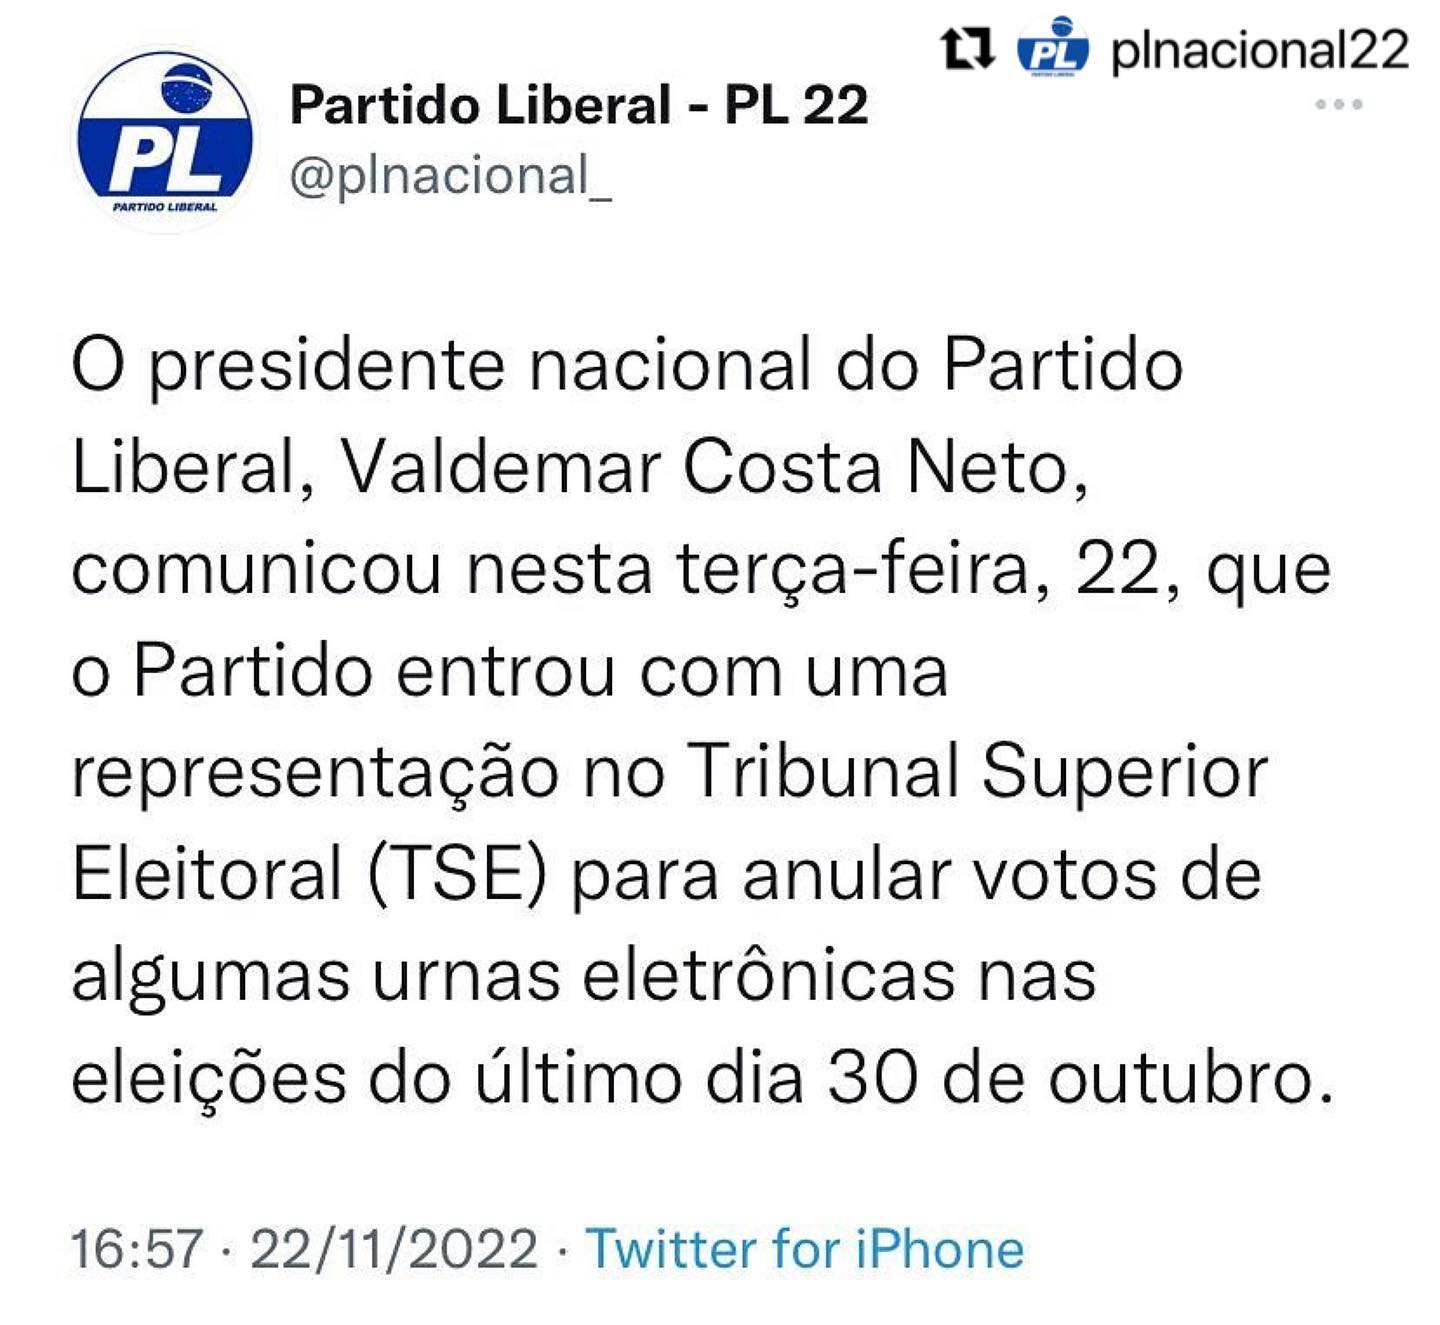 plnacional22
Partido Liberal - PL 22
@plnacional_
PL
PARTIDO LIBERAL
O presidente nacional do Partido
Liberal, Valdemar Costa Neto,
comunicou nesta terça-feira, 22, que
o Partido entrou com uma
representação no Tribunal Superior
Eleitoral (TSE) para anular votos de
algumas urnas eletrônicas nas
eleições do último dia 30 de outubro.
16:57 · 22/11/2022 · Twitter for iPhone